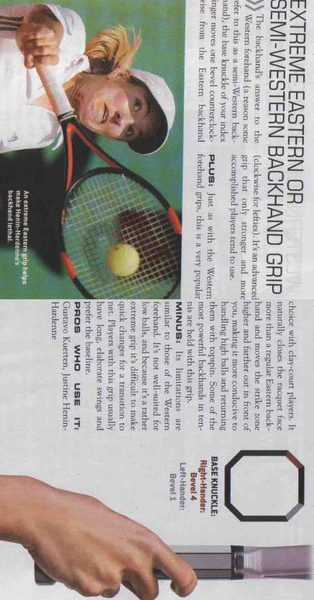 EXTREME EASTERN OR
SEMI-WESTERN BACKHAND GRIP
The backhand's answer to the
Western forehand (a reason some
refer to this as a semi-Western back-
hand), the base knuckle of your index
finger moves one bevel counterclock-
wise from the Eastern backhand
(clockwise for lefties). It's an advanced
grip that only stronger and more
accomplished players tend to use.
PLUS: Just as with the Western
forehand grips, this is a very popular
choice with clay-court players. It
naturally closes the racquet face
more than a regular Eastern back-
hand and moves the strike zone
higher and farther out in front of
you, making it more conducive to
handling high balls and returning
them with topspin. Some of the
most powerful backhands in ten-
nis are held with this grip.
MINUS: Its limitations are
similar to those of the Western
forehand. It's not well-suited for
low balls, and because it's a rather
extreme grip it's difficult to make
quick changes for a transition to
net. Players with this grip usually
have long, elaborate swings and
prefer the baseline.
PROS WHO USE IT:
Gustavo Kuerten, Justine Henin-
Hardenne
An extreme Eastern grip helps
make Henin-Hardenne's
backhand lethal.
BASE KNUCKLE:
Right-Hander:
Bevel 4
Left-Hander:
Bevel 1